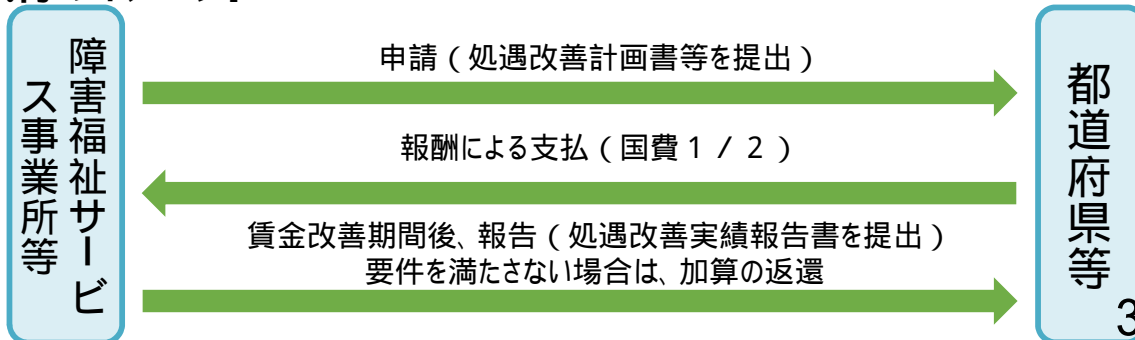 障害福祉サービ
ス事業所等
申請（処遇改善計画書等を提出）
報酬による支払（国費１／２）
賃金改善期間後、報告（処遇改善実績報告書を提出）
要件を満たさない場合は、加算の返還
都道府県等
3